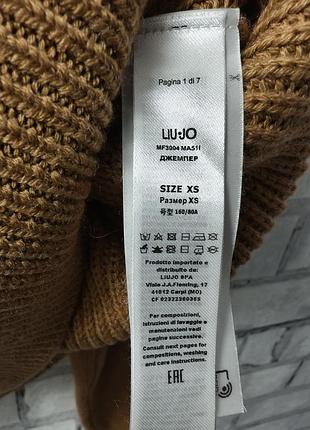 Pagina 1 di 7
LIU•JO
MF3004 MA51I
ДЖЕМПЕР
SIZE XS
Размер XS
号型 160/80A
Prodotto importato e
distribuito da:
LIUJO SPA
Viale J.A.Fleming, 17
41012 Carpi (MO)
CF 02322380365
Per composizioni,
istruzioni di lavaggio e
manutenzioni vedi
pagine successive.
Consult next pages for
compositions, washing
and care instructions.
EAC